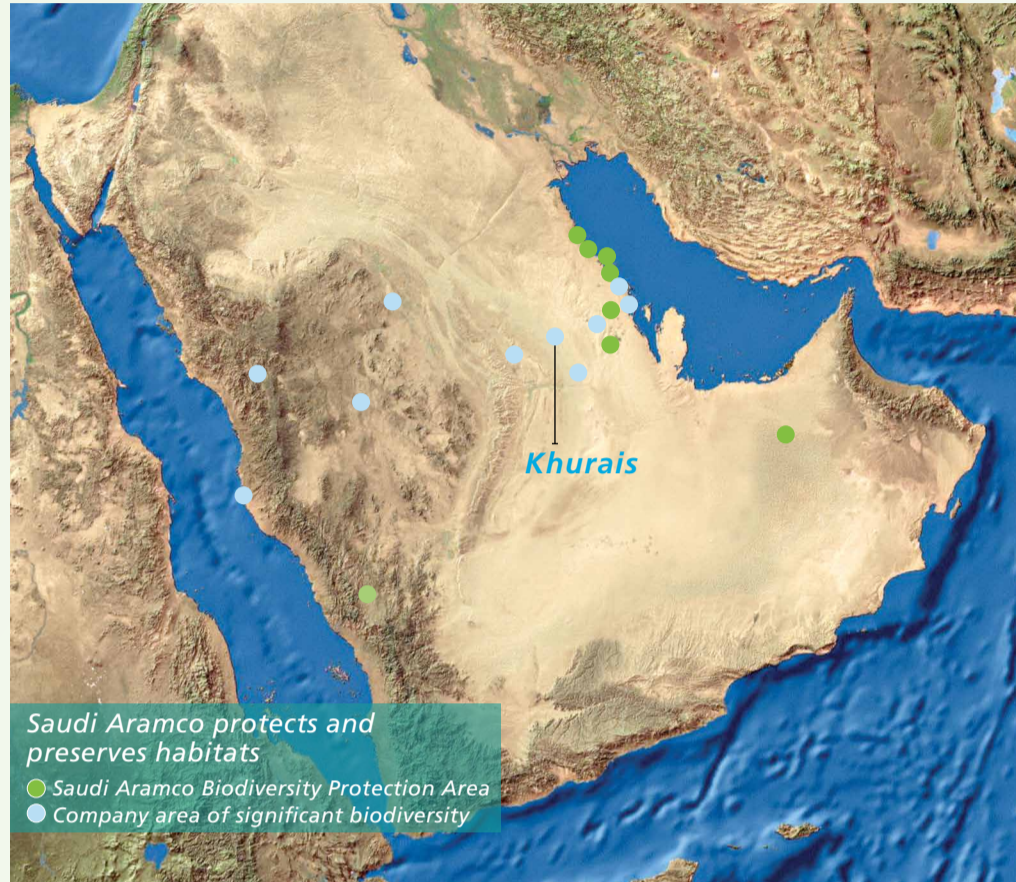 Khurais
Saudi Aramco protects and
preserves habitats
Saudi Aramco Biodiversity Protection Area
Company area of significant biodiversity